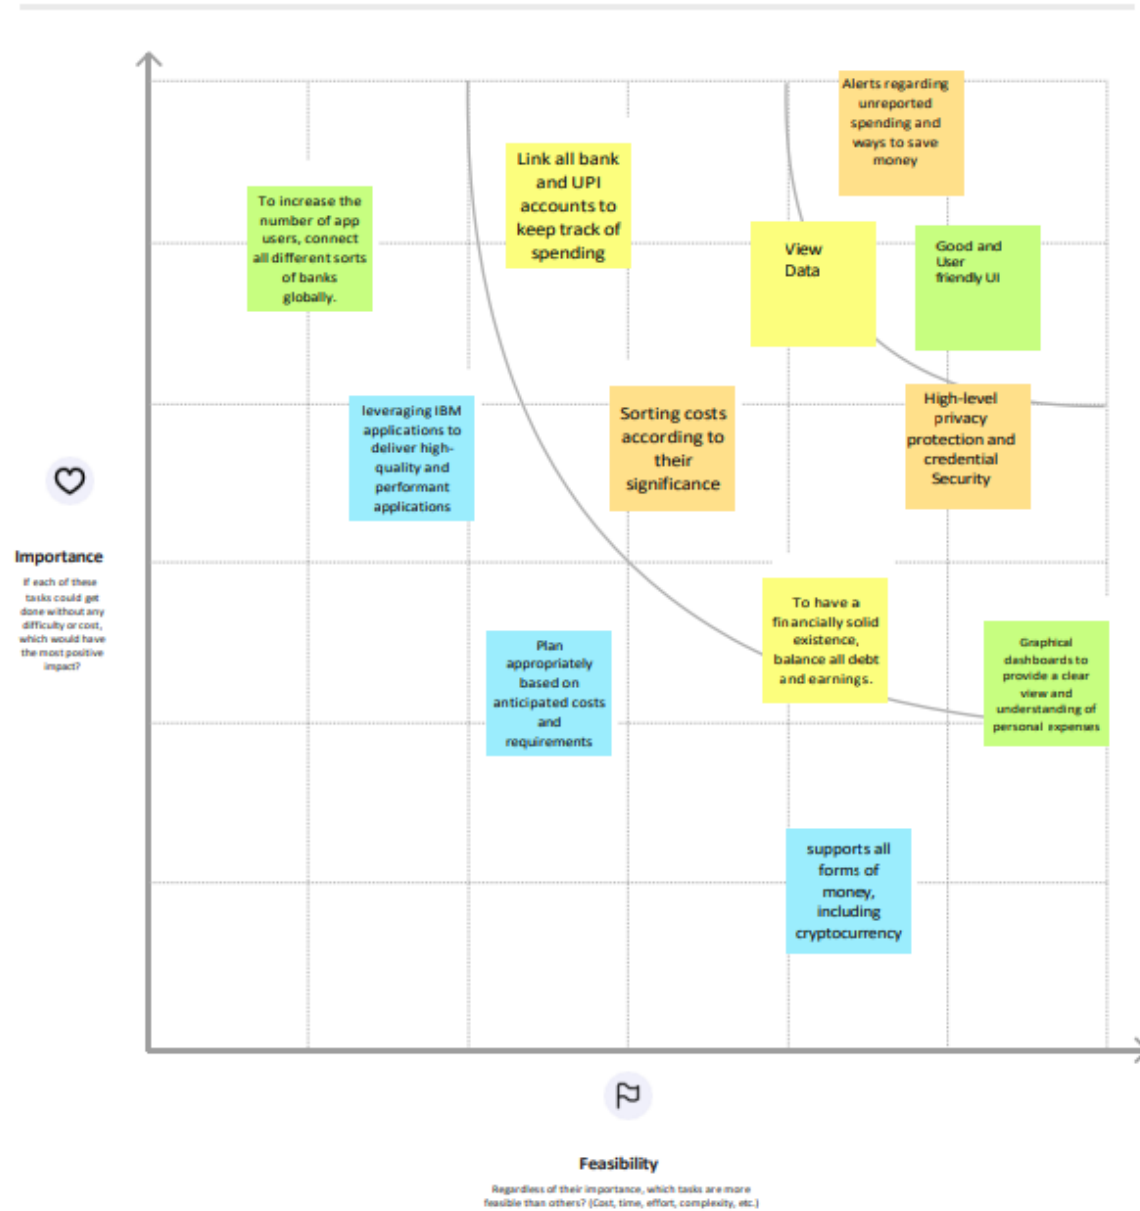 Alerts regarding
unreported
spending and
ways to save
money
Link all bank
and UPI
accounts to
keep track of
spending
To increase the
number of app
users, connect
all different sorts
of banks
globally.
View
Data
Good and
User
friendly UI
leveraging IBM
applications to
deliver high-
quality and
performant
applications
Sorting costs
according to
their
significance
High-level
privacy
protection and
credential
Security
Importance
If each of these
tasks could get
done without any
difficulty or cost,
which would have
the most positive
impact?
To have a
financially solid
existence,
balance all debt
and earnings.
Plan
appropriately
based on
anticipated costs
and
requirements
Graphical
dashboards to
provide a clear
view and
understanding of
personal expenses
supports all
forms of
money,
including
cryptocurrency
Feasibility
Regardless of their importance, which tasks are more
feasible than others? (Cost, time, effort, complexity, etc.)